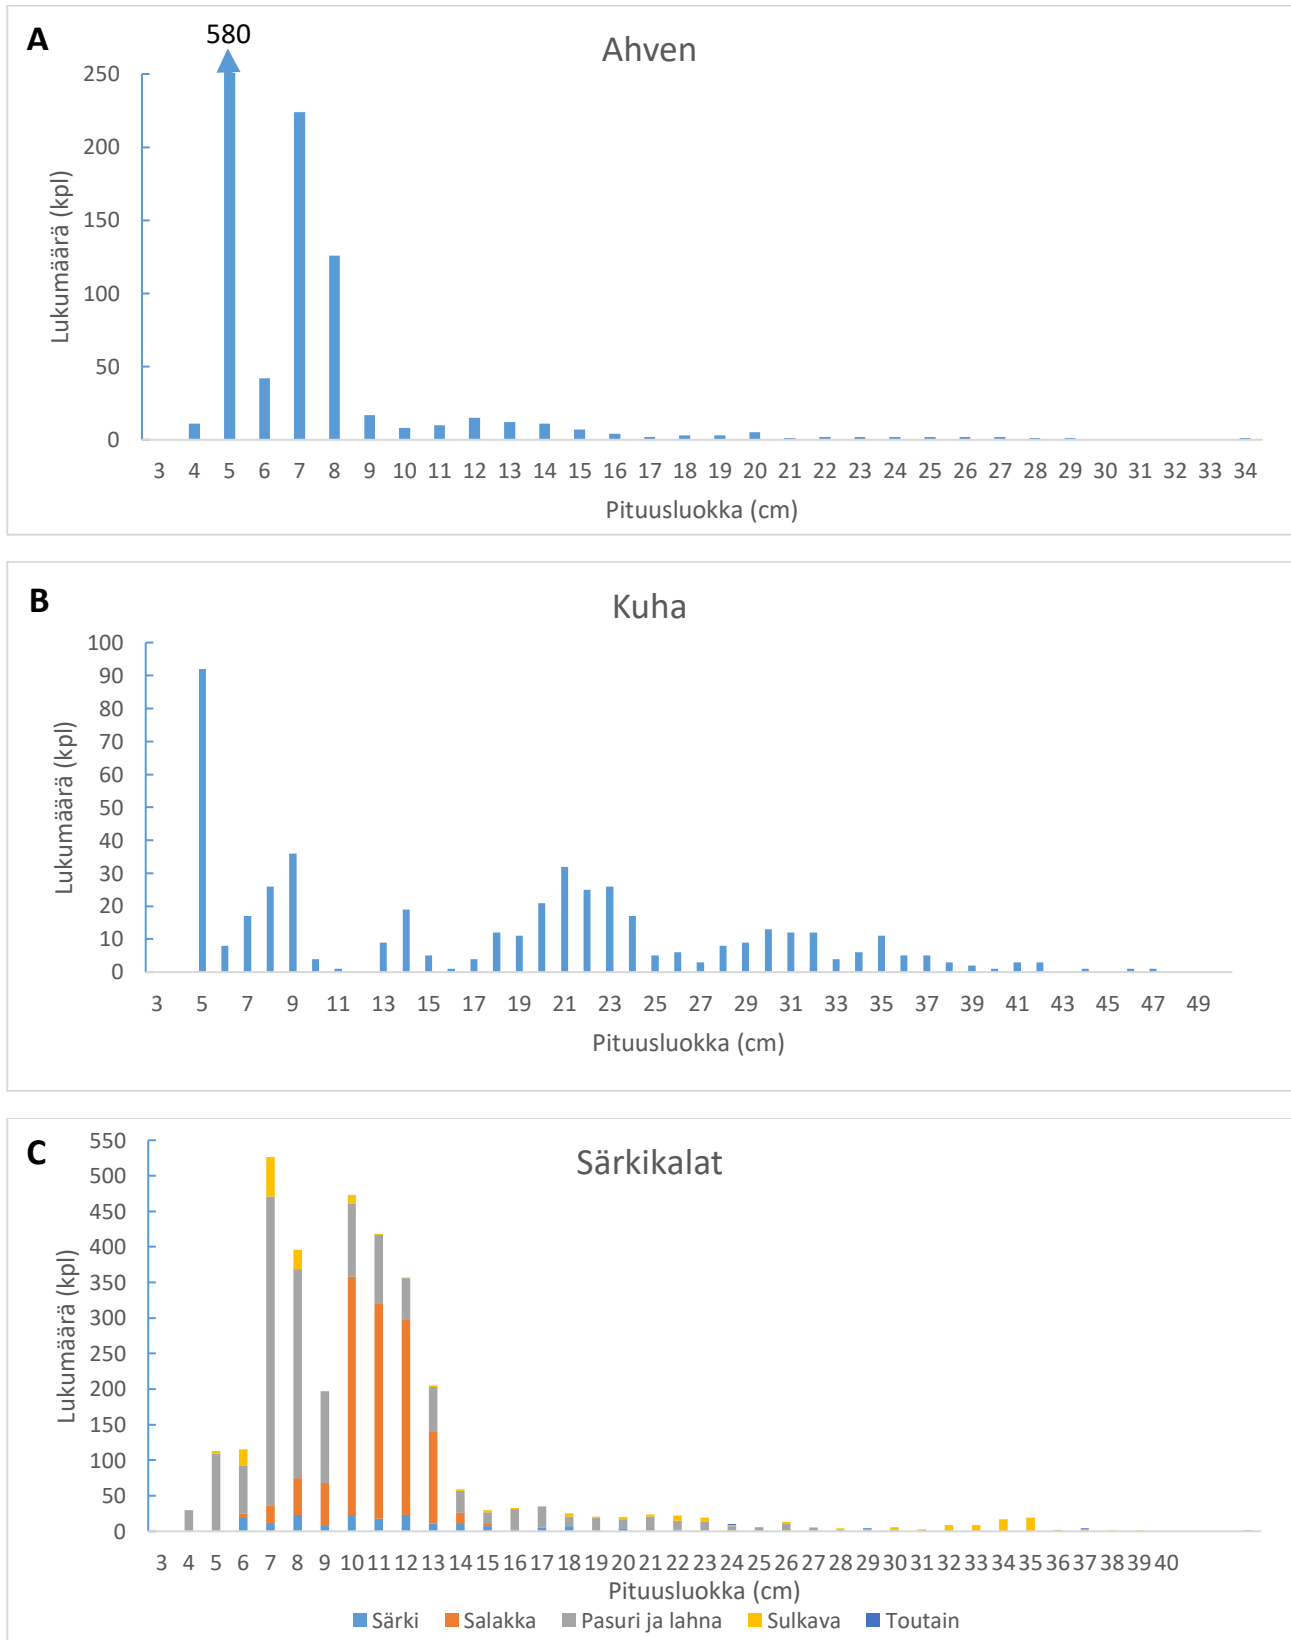 A
580
Ahven
250
200
150
100
50
0
Lukumäärä (kpl)
3 4 5 6 7 8 9 10 11 12 13 14 15 16 17 18 19 20 21 22 23 24 25 26 27 28 29 30 31 32 33 34
Pituusluokka (cm)
B
Kuha
100
90
80
70
60
50
40
30
20
10
0
Lukumäärä (kpl)
3 5 7 9 11 13 15 17 19 21 23 25 27 29 31 33 35 37 39 41 43 45 47 49
Pituusluokka (cm)
C
Särkikalat
550
500
450
400
350
300
250
200
150
100
50
0
Lukumäärä (kpl)
3 4 5 6 7 8 9 10 11 12 13 14 15 16 17 18 19 20 21 22 23 24 25 26 27 28 29 30 31 32 33 34 35 36 37 38 39 40
Pituusluokka (cm)
Särki Salakka Pasuri ja lahna Sulkava Toutain